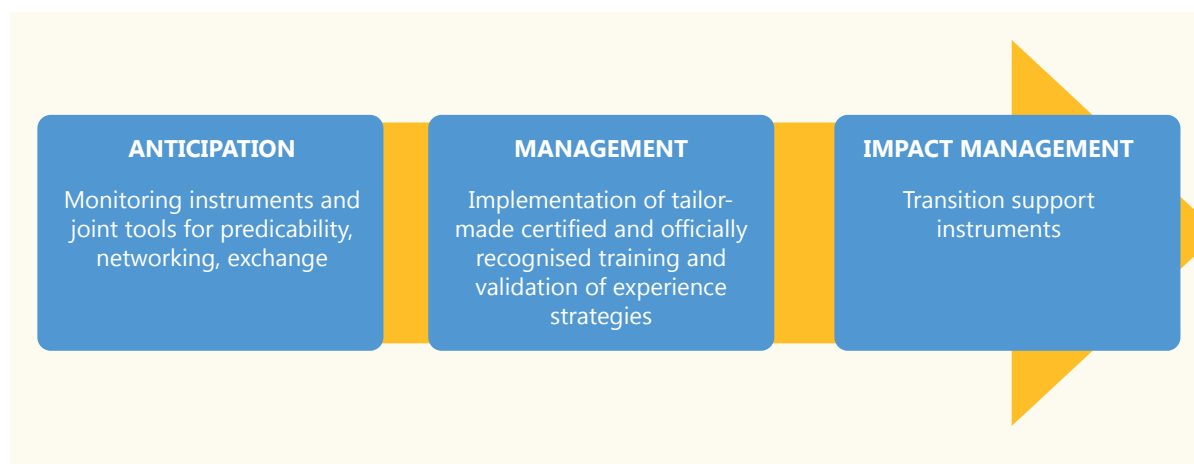 ANTICIPATION
Monitoring instruments and
joint tools for predicability,
networking, exchange
MANAGEMENT
Implementation of tailor-
made certified and officially
recognised training and
validation of experience
strategies
IMPACT MANAGEMENT
Transition support
instruments